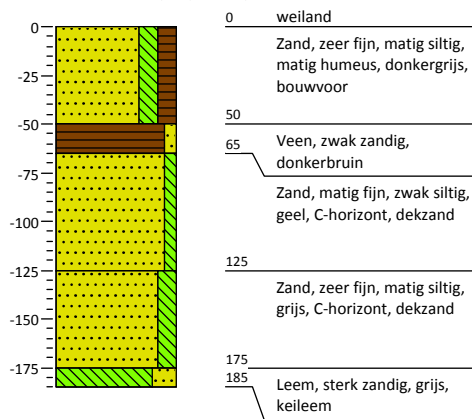 0
-25
-50
-75
-100
-125
-150
-175
0 weiland
Zand, zeer fijn, matig siltig,
matig humeus, donkergrijs,
bouwvoor
50
65 Veen, zwak zandig,
donkerbruin
Zand, matig fijn, zwak siltig,
geel, C-horizont, dekzand
125
Zand, zeer fijn, matig siltig,
grijs, C-horizont, dekzand
175
185 Leem, sterk zandig, grijs,
keileem